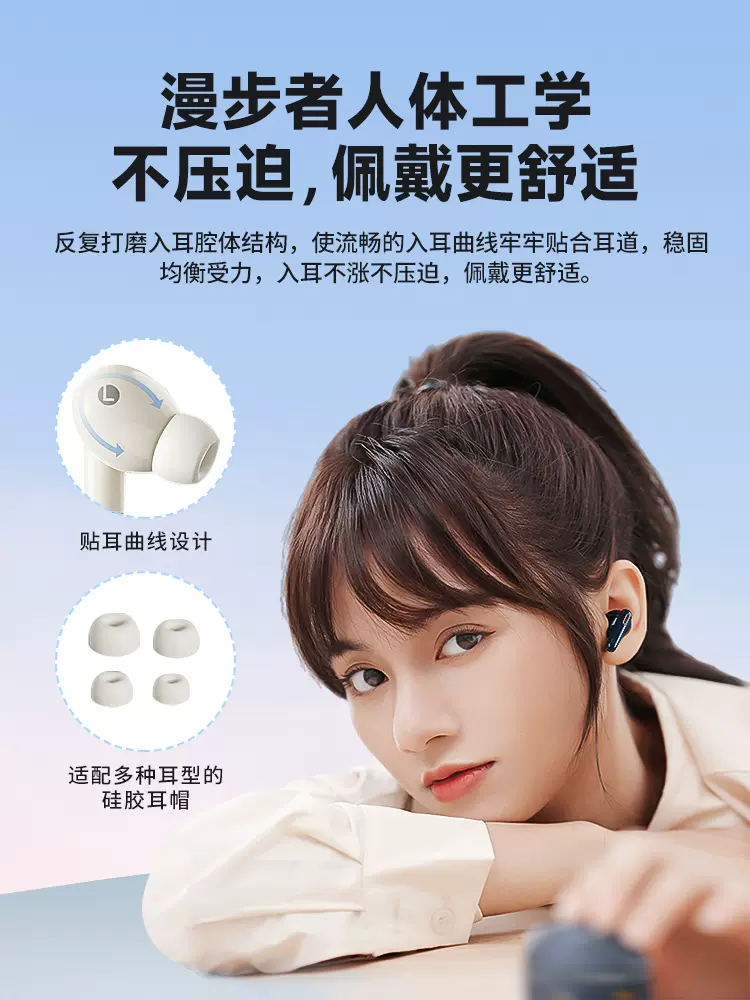 漫步者人体工学
不压迫,佩戴更舒适
反复打磨入耳腔体结构，使流畅的入耳曲线牢牢贴合耳道，稳固
均衡受力，入耳不涨不压迫，佩戴更舒适。
L
贴耳曲线设计
适配多种耳型的
硅胶耳帽